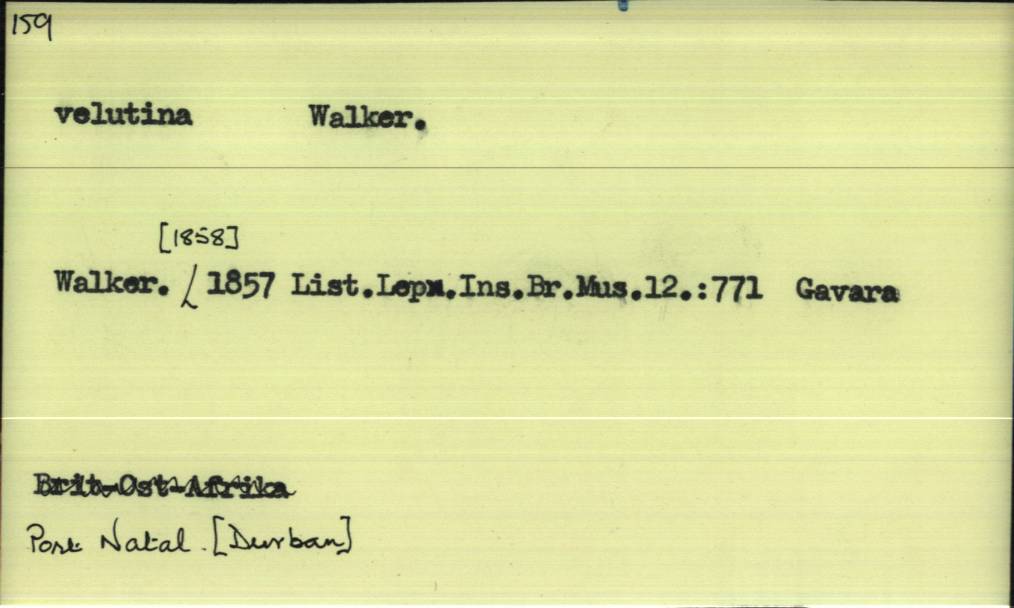 159
velutina Walker.
[1858]
Walker. 1857 List.Lep.Ins.Br.Mus.12.:771 Gavara
Brit-Ost-Afrika
Port Natal. [Durban]